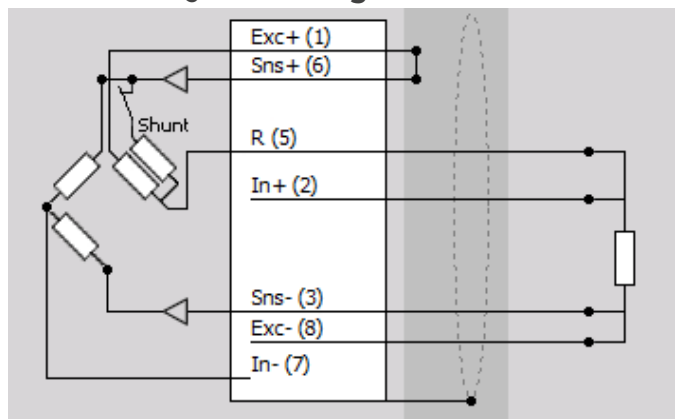 Exc+ (1)
Sns+ (6)
Shunt
R (5)
In+ (2)
Sns- (3)
Exc- (8)
In- (7)